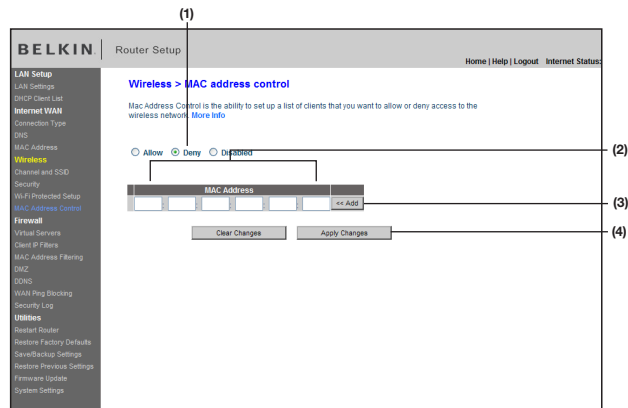 (1)
BELKIN. Router Setup
Home | Help | Logout Internet Status:
LAN Setup
LAN Settings
DHCP Client List
Internet WAN
Connection Type
DNS
MAC Address
Wireless
Channel and SSID
Security
Wi-Fi Protected Setup
MAC Address Control
Firewall
Virtual Servers
Client IP Filters
MAC Address Filtering
DMZ
DDNS
WAN Ping Blocking
Security Log
Utilities
Restart Router
Restore Factory Defaults
Save/Backup Settings
Restore Previous Settings
Firmware Update
System Settings
Wireless > MAC address control
Mac Address Control is the ability to set up a list of clients that you want to allow or deny access to the
wireless network. More Info
Allow Deny Disabled
(2)
MAC Address
: : : : : << Add
(3)
Clear Changes Apply Changes
(4)